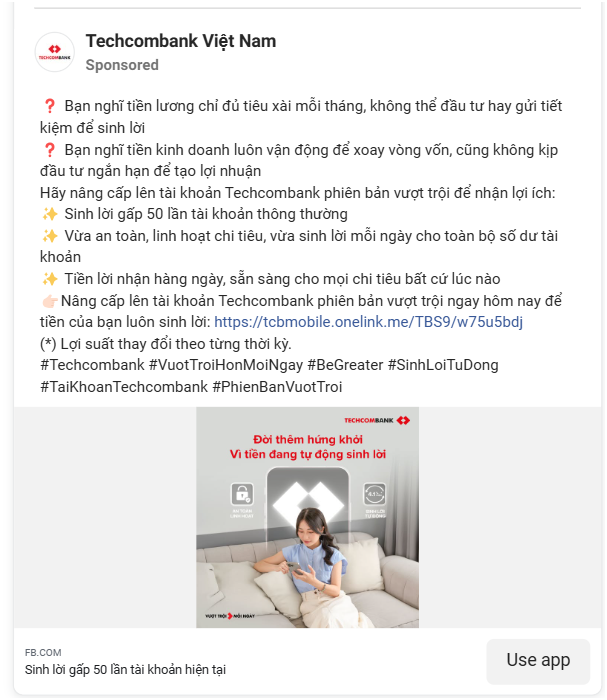 Techcombank Việt Nam
TECHCOMBANK
Sponsored
❓ Bạn nghĩ tiền lương chỉ đủ tiêu xài mỗi tháng, không thể đầu tư hay gửi tiết
kiệm để sinh lời
❓ Bạn nghĩ tiền kinh doanh luôn vận động để xoay vòng vốn, cũng không kịp
đầu tư ngắn hạn để tạo lợi nhuận
Hãy nâng cấp lên tài khoản Techcombank phiên bản vượt trội để nhận lợi ích:
✨ Sinh lời gấp 50 lần tài khoản thông thường
✨ Vừa an toàn, linh hoạt chi tiêu, vừa sinh lời mỗi ngày cho toàn bộ số dư tài
khoản
✨ Tiền lời nhận hàng ngày, sẵn sàng cho mọi chi tiêu bất cứ lúc nào
👉🏻Nâng cấp lên tài khoản Techcombank phiên bản vượt trội ngay hôm nay để
tiền của bạn luôn sinh lời: https://tcbmobile.onelink.me/TBS9/w75u5bdj
(*) Lợi suất thay đổi theo từng thời kỳ.
#Techcombank #VuotTroiHonMoiNgay #BeGreater #SinhLoiTuDong
#TaiKhoanTechcombank #PhienBanVuotTroi
TECHCOMBANK
Đời thêm hứng khởi
Vì tiền đang tự động sinh lời
AN TOÀN
LINH HOẠT
SINH LỜI
TỰ ĐỘNG
VƯỢT TRỘI MỖI NGÀY
FB.COM
Sinh lời gấp 50 lần tài khoản hiện tại
Use app